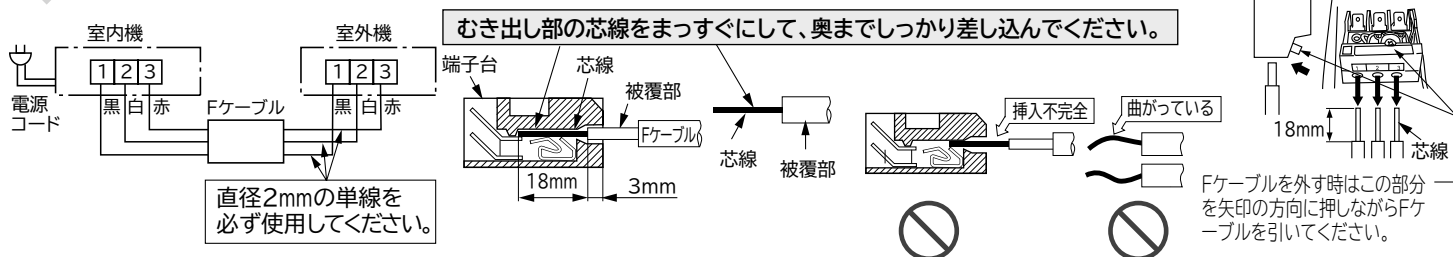 むき出し部の芯線をまっすぐにして、奥までしっかり差し込んでください。
室内機
室外機
1 2 3
1 2 3
黒 白 赤
黒 白 赤
電源
コード
Fケーブル
直径2mmの単線を
必ず使用してください。
端子台
芯線
被覆部
Fケーブル
18mm
3mm
芯線
被覆部
挿入不完全
曲がっている
1 2 3
18mm
芯線
Fケーブルを外す時はこの部分
を矢印の方向に押しながらFケ
ーブルを引いてください。